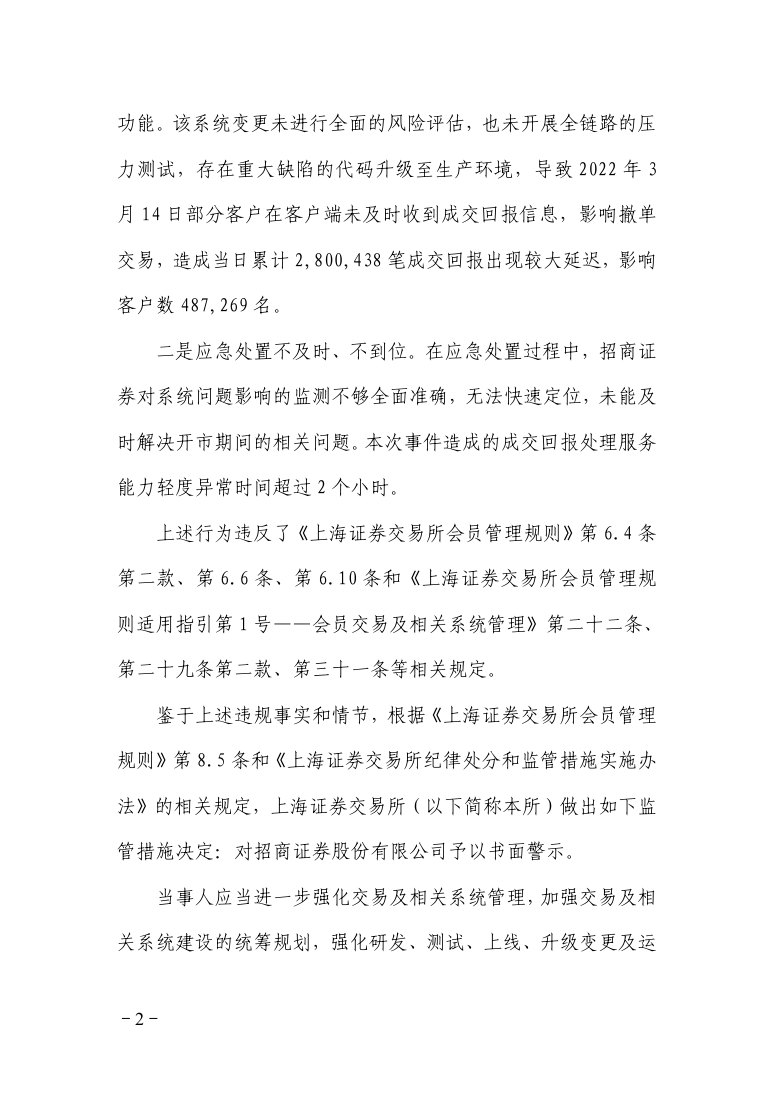 功能。该系统变更未进行全面的风险评估，也未开展全链路的压
力测试，存在重大缺陷的代码升级至生产环境，导致 2022 年 3
月 14 日部分客户在客户端未及时收到成交回报信息，影响撤单
交易，造成当日累计 2,800,438 笔成交回报出现较大延迟，影响
客户数 487,269 名。
二是应急处置不及时、不到位。在应急处置过程中，招商证
券对系统问题影响的监测不够全面准确，无法快速定位，未能及
时解决开市期间的相关问题。本次事件造成的成交回报处理服务
能力轻度异常时间超过 2 个小时。
上述行为违反了《上海证券交易所会员管理规则》第 6.4 条
第二款、第 6.6 条、第 6.10 条和《上海证券交易所会员管理规
则适用指引第 1 号——会员交易及相关系统管理》第二十二条、
第二十九条第二款、第三十一条等相关规定。
鉴于上述违规事实和情节，根据《上海证券交易所会员管理
规则》第 8.5 条和《上海证券交易所纪律处分和监管措施实施办
法》的相关规定，上海证券交易所（以下简称本所）做出如下监
管措施决定：对招商证券股份有限公司予以书面警示。
当事人应当进一步强化交易及相关系统管理，加强交易及相
关系统建设的统筹规划，强化研发、测试、上线、升级变更及运
－2－